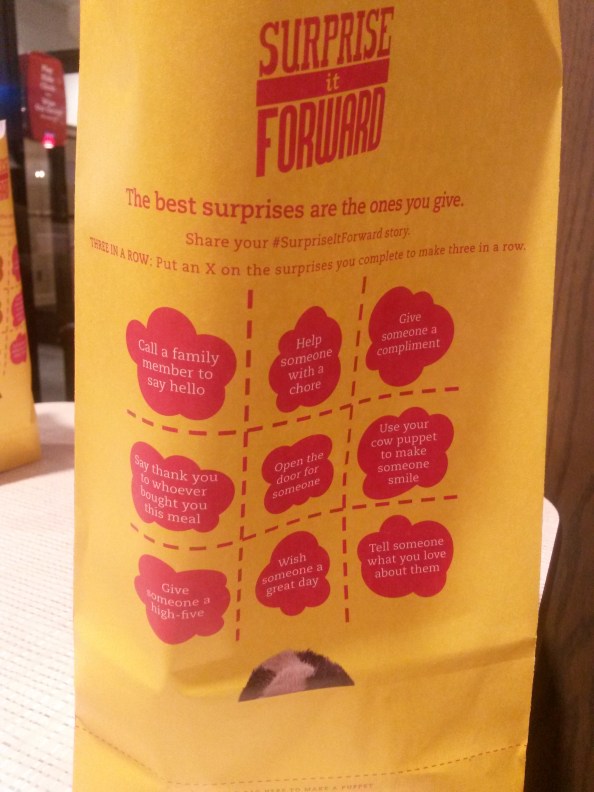 SURPRISE
it
FORWARD
The best surprises are the ones you give.
Share your #SurpriseItForward story.
THREE IN A ROW: Put an X on the surprises you complete to make three in a row.
Call a family
member to
say hello
Help
someone
with a
chore
Give
someone a
compliment
Say thank you
to whoever
bought you
this meal
Open the
door for
someone
Use your
cow puppet
to make
someone
smile
Give
someone a
high-five
Wish
someone a
great day
Tell someone
what you love
about them
HERE TO MAKE A PUPPET